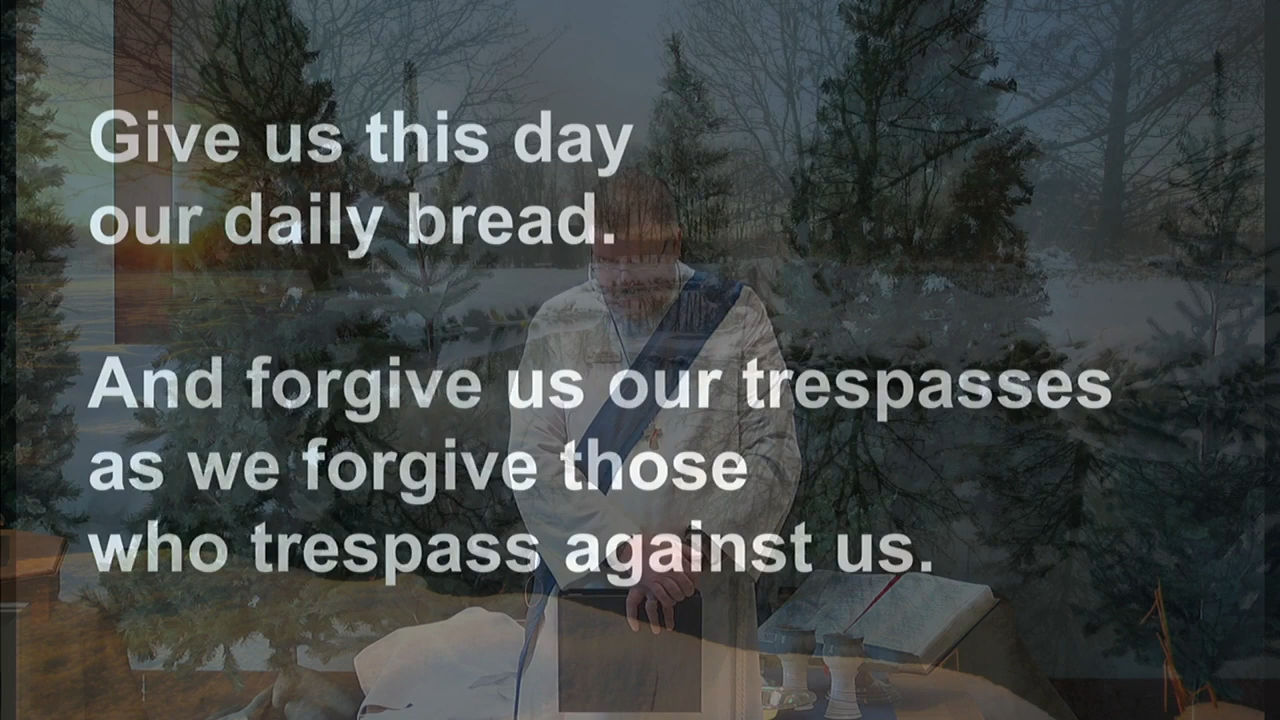 Give us this day
our daily bread.
And forgive us our trespasses
as we forgive those
who trespass against us.